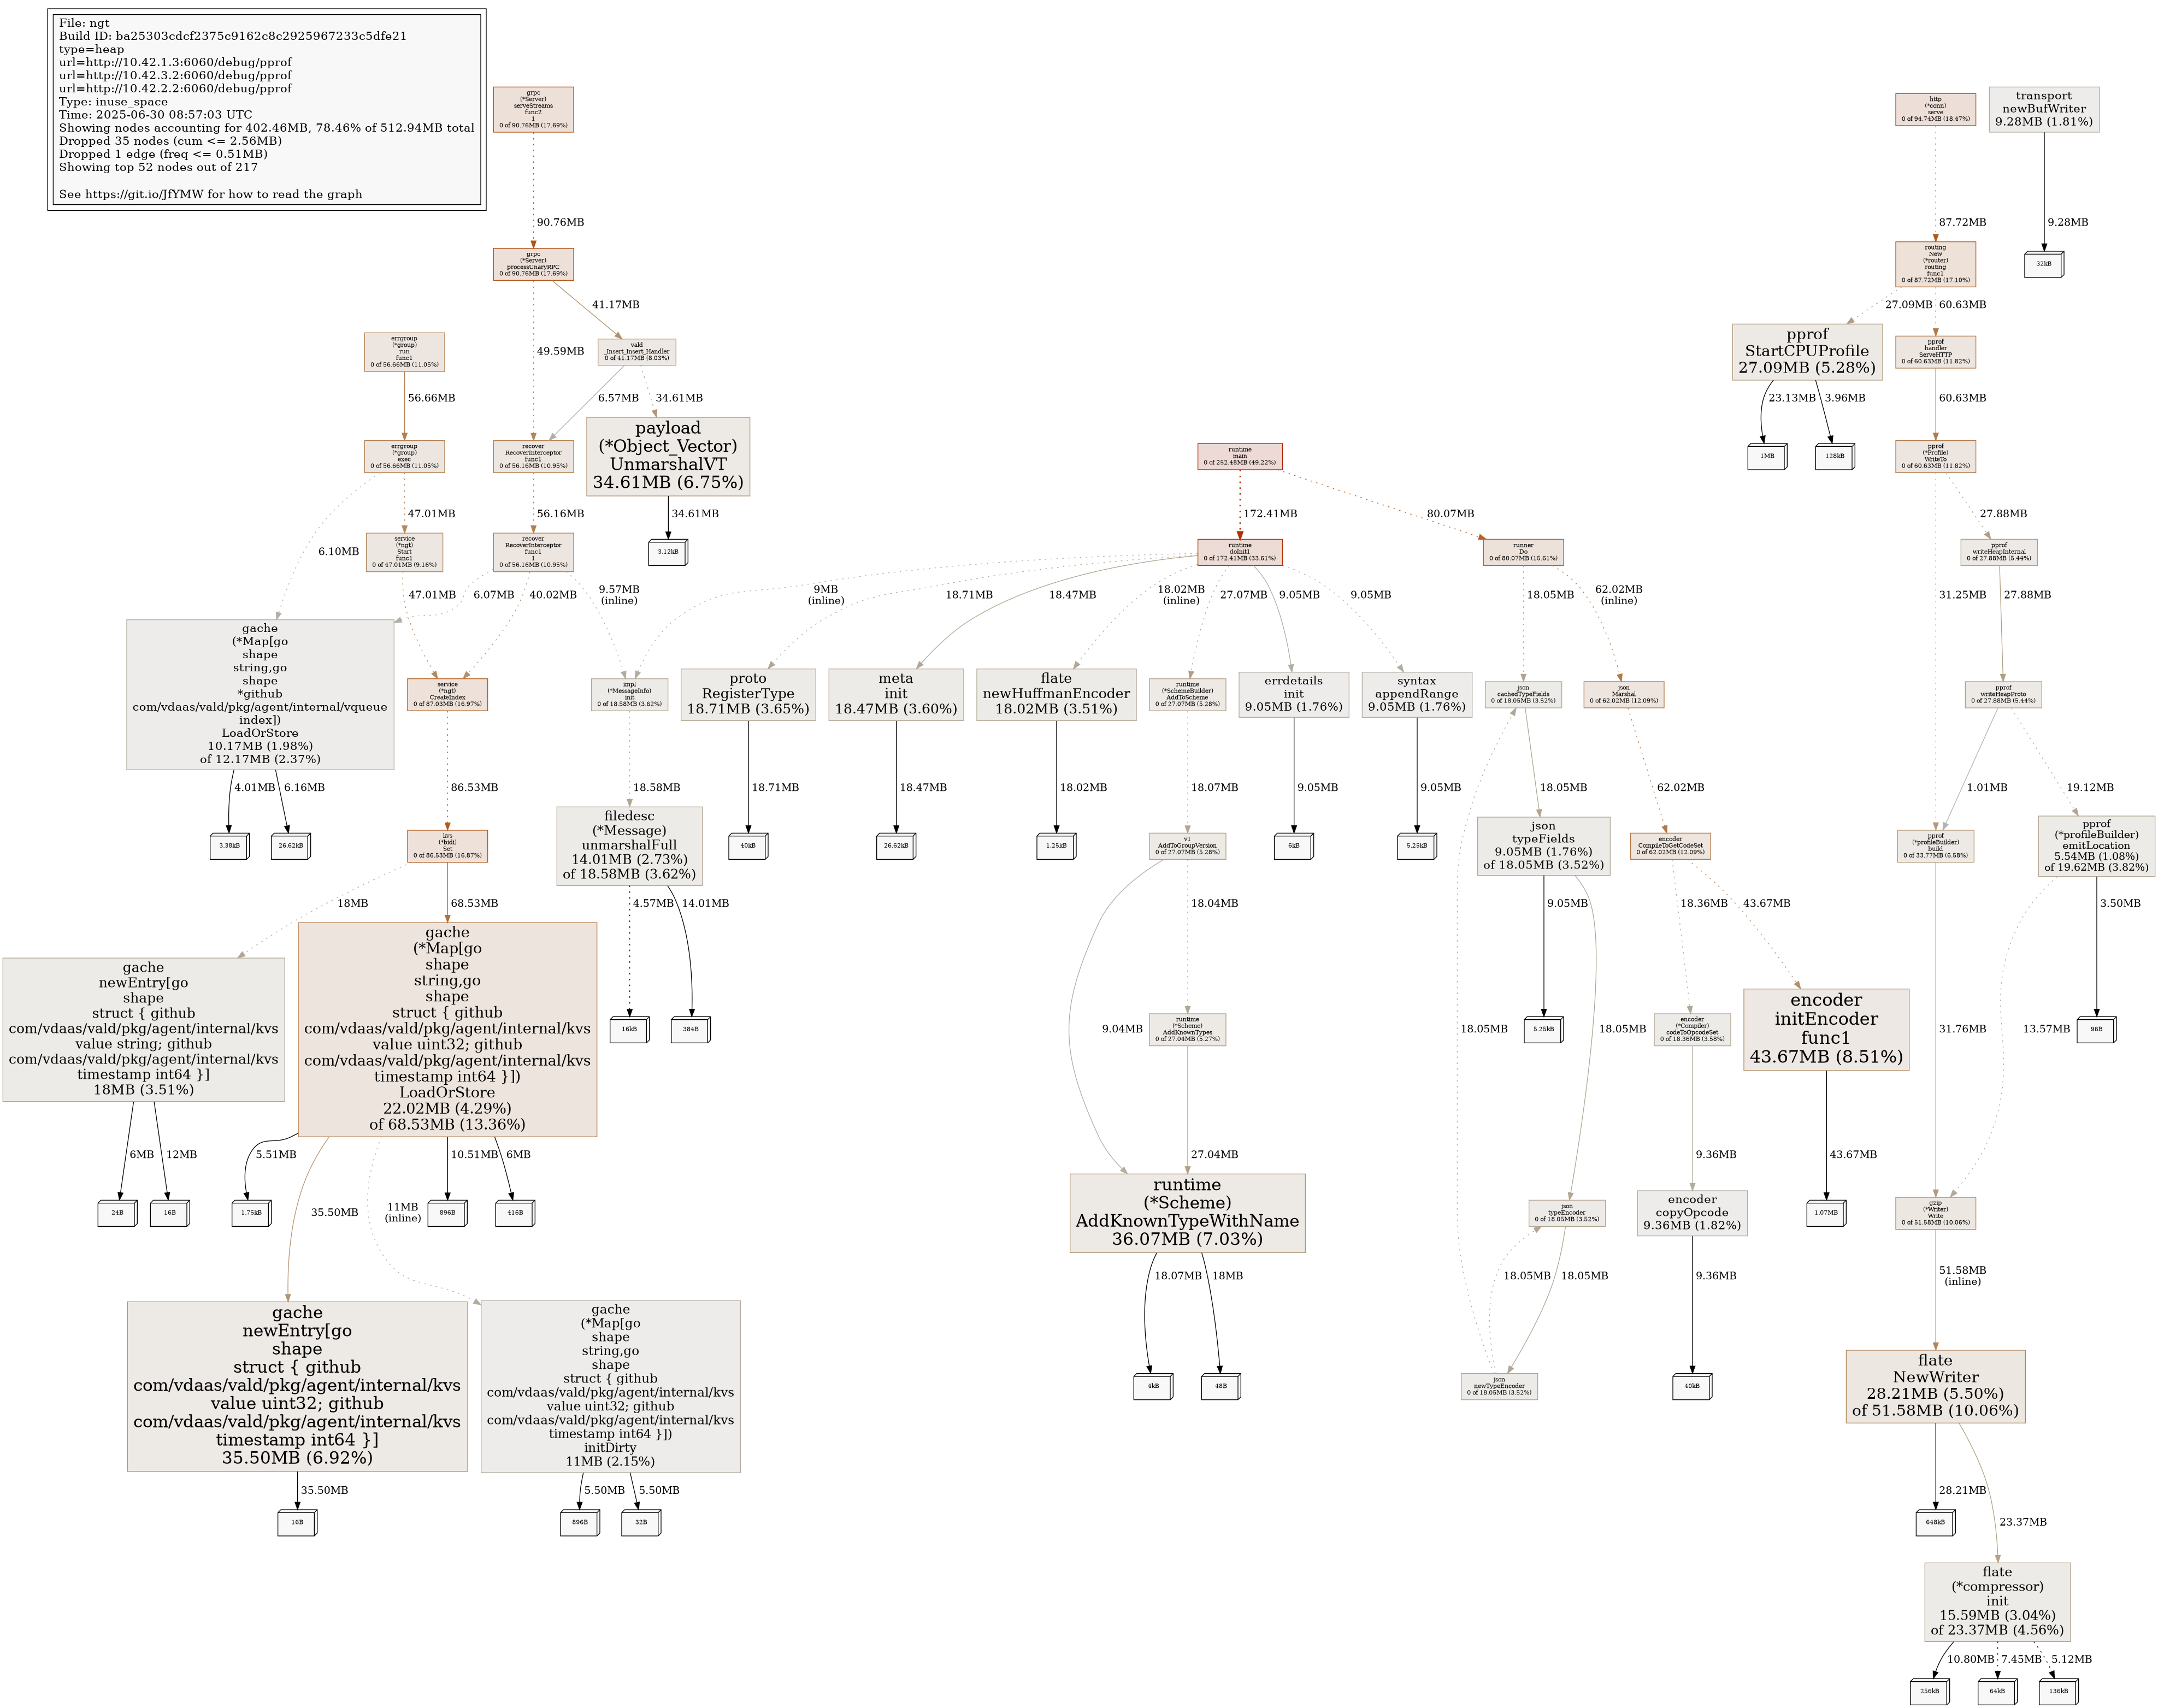 File: ngt
Build ID: ba25303cdcf2375c9162c8c2925967233c5dfe21
type=heap
url=http://10.42.1.3:6060/debug/pprof
url=http://10.42.3.2:6060/debug/pprof
url=http://10.42.2.2:6060/debug/pprof
Type: inuse_space
Time: 2025-06-30 08:57:03 UTC
Showing nodes accounting for 402.46MB, 78.46% of 512.94MB total
Dropped 35 nodes (cum <= 2.56MB)
Dropped 1 edge (freq <= 0.51MB)
Showing top 52 nodes out of 217
See https://git.io/JfYMW for how to read the graph
grpc
(*Server)
serveStreams
func2
1
0 of 90.76MB (17.69%)
http
(*conn)
serve
0 of 94.74MB (18.47%)
transport
newBufWriter
9.28MB (1.81%)
90.76MB
87.72MB
9.28MB
grpc
(*Server)
processUnaryRPC
0 of 90.76MB (17.69%)
routing
New
(*router)
routing
func1
0 of 87.72MB (17.10%)
32kB
41.17MB
27.09MB
60.63MB
errgroup
(*group)
run
func1
0 of 56.66MB (11.05%)
49.59MB
vald
_Insert_Insert_Handler
0 of 41.17MB (8.03%)
pprof
StartCPUProfile
27.09MB (5.28%)
pprof
handler
ServeHTTP
0 of 60.63MB (11.82%)
56.66MB
6.57MB
34.61MB
23.13MB
3.96MB
60.63MB
errgroup
(*group)
exec
0 of 56.66MB (11.05%)
recover
RecoverInterceptor
func1
0 of 56.16MB (10.95%)
payload
(*Object_Vector)
UnmarshalVT
34.61MB (6.75%)
runtime
main
0 of 252.48MB (49.22%)
1MB
128kB
pprof
(*Profile)
WriteTo
0 of 60.63MB (11.82%)
6.10MB
47.01MB
56.16MB
34.61MB
172.41MB
80.07MB
27.88MB
service
(*ngt)
Start
func1
0 of 47.01MB (9.16%)
recover
RecoverInterceptor
func1
1
0 of 56.16MB (10.95%)
3.12kB
runtime
doInit1
0 of 172.41MB (33.61%)
runner
Do
0 of 80.07MB (15.61%)
pprof
writeHeapInternal
0 of 27.88MB (5.44%)
47.01MB
6.07MB
40.02MB
9.57MB
(inline)
9MB
(inline)
18.71MB
18.47MB
18.02MB
(inline)
27.07MB
9.05MB
9.05MB
18.05MB
62.02MB
(inline)
31.25MB
27.88MB
gache
(*Map[go
shape
string,go
shape
*github
com/vdaas/vald/pkg/agent/internal/vqueue
index])
LoadOrStore
10.17MB (1.98%)
of 12.17MB (2.37%)
service
(*ngt)
CreateIndex
0 of 87.03MB (16.97%)
impl
(*MessageInfo)
init
0 of 18.58MB (3.62%)
proto
RegisterType
18.71MB (3.65%)
meta
init
18.47MB (3.60%)
flate
newHuffmanEncoder
18.02MB (3.51%)
runtime
(*SchemeBuilder)
AddToScheme
0 of 27.07MB (5.28%)
errdetails
init
9.05MB (1.76%)
syntax
appendRange
9.05MB (1.76%)
json
cachedTypeFields
0 of 18.05MB (3.52%)
json
Marshal
0 of 62.02MB (12.09%)
pprof
writeHeapProto
0 of 27.88MB (5.44%)
4.01MB
6.16MB
86.53MB
18.58MB
18.71MB
18.47MB
18.02MB
18.07MB
9.05MB
9.05MB
18.05MB
62.02MB
1.01MB
19.12MB
3.38kB
26.62kB
kvs
(*bidi)
Set
0 of 86.53MB (16.87%)
filedesc
(*Message)
unmarshalFull
14.01MB (2.73%)
of 18.58MB (3.62%)
40kB
26.62kB
1.25kB
v1
AddToGroupVersion
0 of 27.07MB (5.28%)
6kB
5.25kB
json
typeFields
9.05MB (1.76%)
of 18.05MB (3.52%)
encoder
CompileToGetCodeSet
0 of 62.02MB (12.09%)
pprof
(*profileBuilder)
build
0 of 33.77MB (6.58%)
pprof
(*profileBuilder)
emitLocation
5.54MB (1.08%)
of 19.62MB (3.82%)
18MB
68.53MB
4.57MB
14.01MB
18.04MB
9.05MB
18.36MB
43.67MB
3.50MB
gache
newEntry[go
shape
struct { github
com/vdaas/vald/pkg/agent/internal/kvs
value string; github
com/vdaas/vald/pkg/agent/internal/kvs
timestamp int64 }]
18MB (3.51%)
gache
(*Map[go
shape
string,go
shape
struct { github
com/vdaas/vald/pkg/agent/internal/kvs
value uint32; github
com/vdaas/vald/pkg/agent/internal/kvs
timestamp int64 }])
LoadOrStore
22.02MB (4.29%)
of 68.53MB (13.36%)
16kB
384B
9.04MB
runtime
(*Scheme)
AddKnownTypes
0 of 27.04MB (5.27%)
18.05MB
5.25kB
18.05MB
encoder
(*Compiler)
codeToOpcodeSet
0 of 18.36MB (3.58%)
encoder
initEncoder
func1
43.67MB (8.51%)
31.76MB
13.57MB
96B
6MB
12MB
5.51MB
35.50MB
11MB
(inline)
10.51MB
6MB
27.04MB
9.36MB
43.67MB
24B
16B
1.75kB
896B
416B
runtime
(*Scheme)
AddKnownTypeWithName
36.07MB (7.03%)
json
typeEncoder
0 of 18.05MB (3.52%)
encoder
copyOpcode
9.36MB (1.82%)
1.07MB
gzip
(*Writer)
Write
0 of 51.58MB (10.06%)
18.07MB
18MB
18.05MB
18.05MB
9.36MB
51.58MB
(inline)
gache
newEntry[go
shape
struct { github
com/vdaas/vald/pkg/agent/internal/kvs
value uint32; github
com/vdaas/vald/pkg/agent/internal/kvs
timestamp int64 }]
35.50MB (6.92%)
gache
(*Map[go
shape
string,go
shape
struct { github
com/vdaas/vald/pkg/agent/internal/kvs
value uint32; github
com/vdaas/vald/pkg/agent/internal/kvs
timestamp int64 }])
initDirty
11MB (2.15%)
4kB
48B
json
newTypeEncoder
0 of 18.05MB (3.52%)
40kB
flate
NewWriter
28.21MB (5.50%)
of 51.58MB (10.06%)
35.50MB
5.50MB
5.50MB
28.21MB
23.37MB
16B
896B
32B
648kB
flate
(*compressor)
init
15.59MB (3.04%)
of 23.37MB (4.56%)
10.80MB
7.45MB
5.12MB
256kB
64kB
136kB